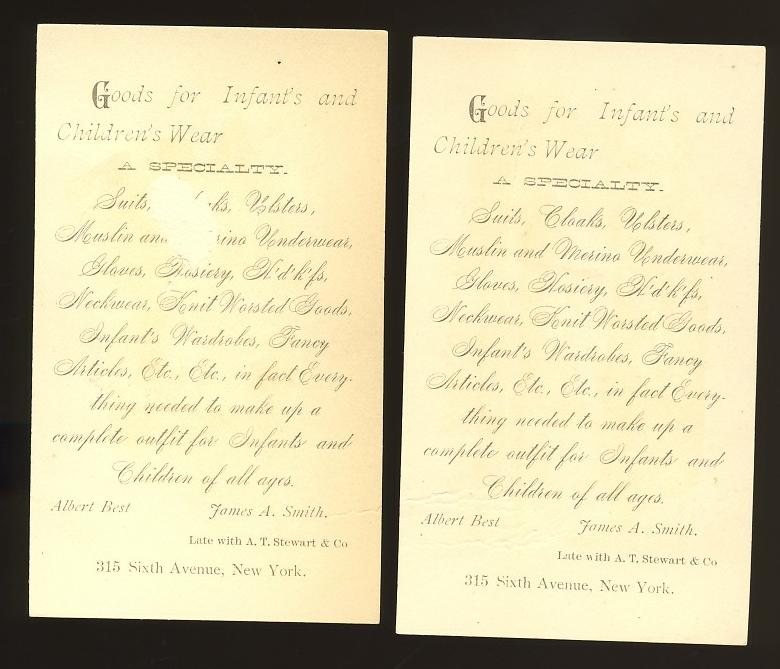 Goods for Infant's and
Children's Wear
A SPECIALTY.
Suits, Ulsters,
Muslin and Underwear,
Gloves, Hosiery, H'd'k'fs,
Neckwear, Knit Worsted Goods,
Infant's Wardrobes, Fancy
Articles, Etc., Etc., in fact Every-
thing needed to make up a
complete outfit for Infants and
Children of all ages.
Albert Best James A. Smith.
Late with A. T. Stewart & Co
315 Sixth Avenue, New York.
Goods for Infant's and
Children's Wear
A SPECIALTY.
Suits, Cloaks, Ulsters,
Muslin and Merino Underwear,
Gloves, Hosiery, H'd'k'fs,
Neckwear, Knit Worsted Goods,
Infant's Wardrobes, Fancy
Articles, Etc., Etc., in fact Every-
thing needed to make up a
complete outfit for Infants and
Children of all ages.
Albert Best James A. Smith.
Late with A. T. Stewart & Co
315 Sixth Avenue, New York.